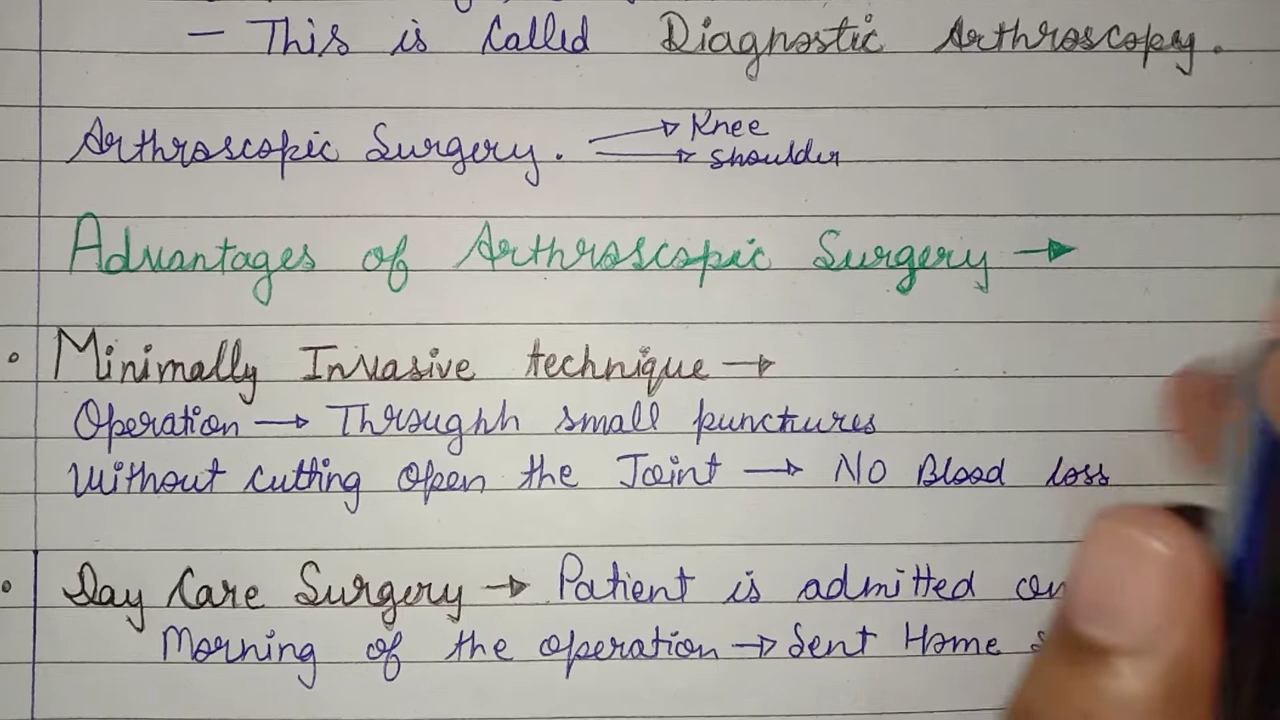 – This is Called Diagnostic Arthroscopy.
Arthroscopic Surgery. → Knee
→ shoulder
Advantages of Arthroscopic Surgery →
• Minimally Invasive technique →
Operation → Throughh small punctures
Without cutting open the Joint → No Blood loss
• Day Care Surgery → Patient is admitted on
Morning of the operation → Sent Home